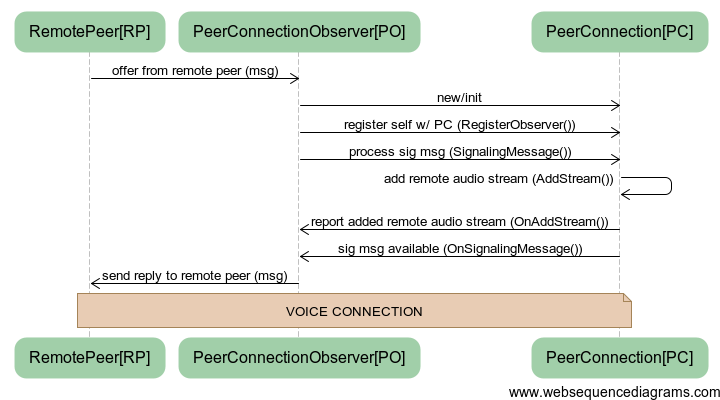 RemotePeer[RP] PeerConnectionObserver[PO] PeerConnection[PC]
offer from remote peer (msg)
new/init
register self w/ PC (RegisterObserver())
process sig msg (SignalingMessage())
add remote audio stream (AddStream())
report added remote audio stream (OnAddStream())
sig msg available (OnSignalingMessage())
send reply to remote peer (msg)
VOICE CONNECTION
RemotePeer[RP] PeerConnectionObserver[PO] PeerConnection[PC]
www.websequencediagrams.com